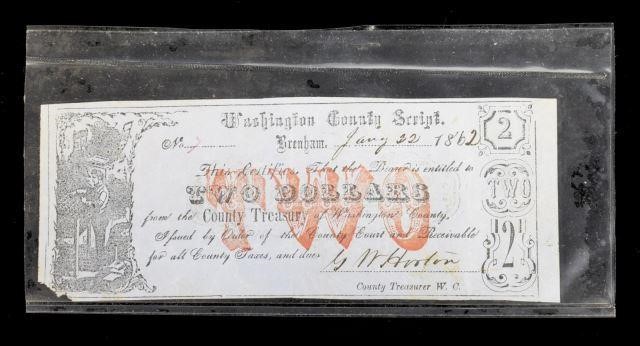 Washington County Script.
2
No. 7 Brenham. Jany 22 1862
This Certifies That the Bearer is entitled to
TWO DOLLARS
TWO
TWO
from the County Treasury of Washington County,
Issued by Order of the County Court and Receivable
for all County Taxes, and dues
2
County Treasurer W. C.